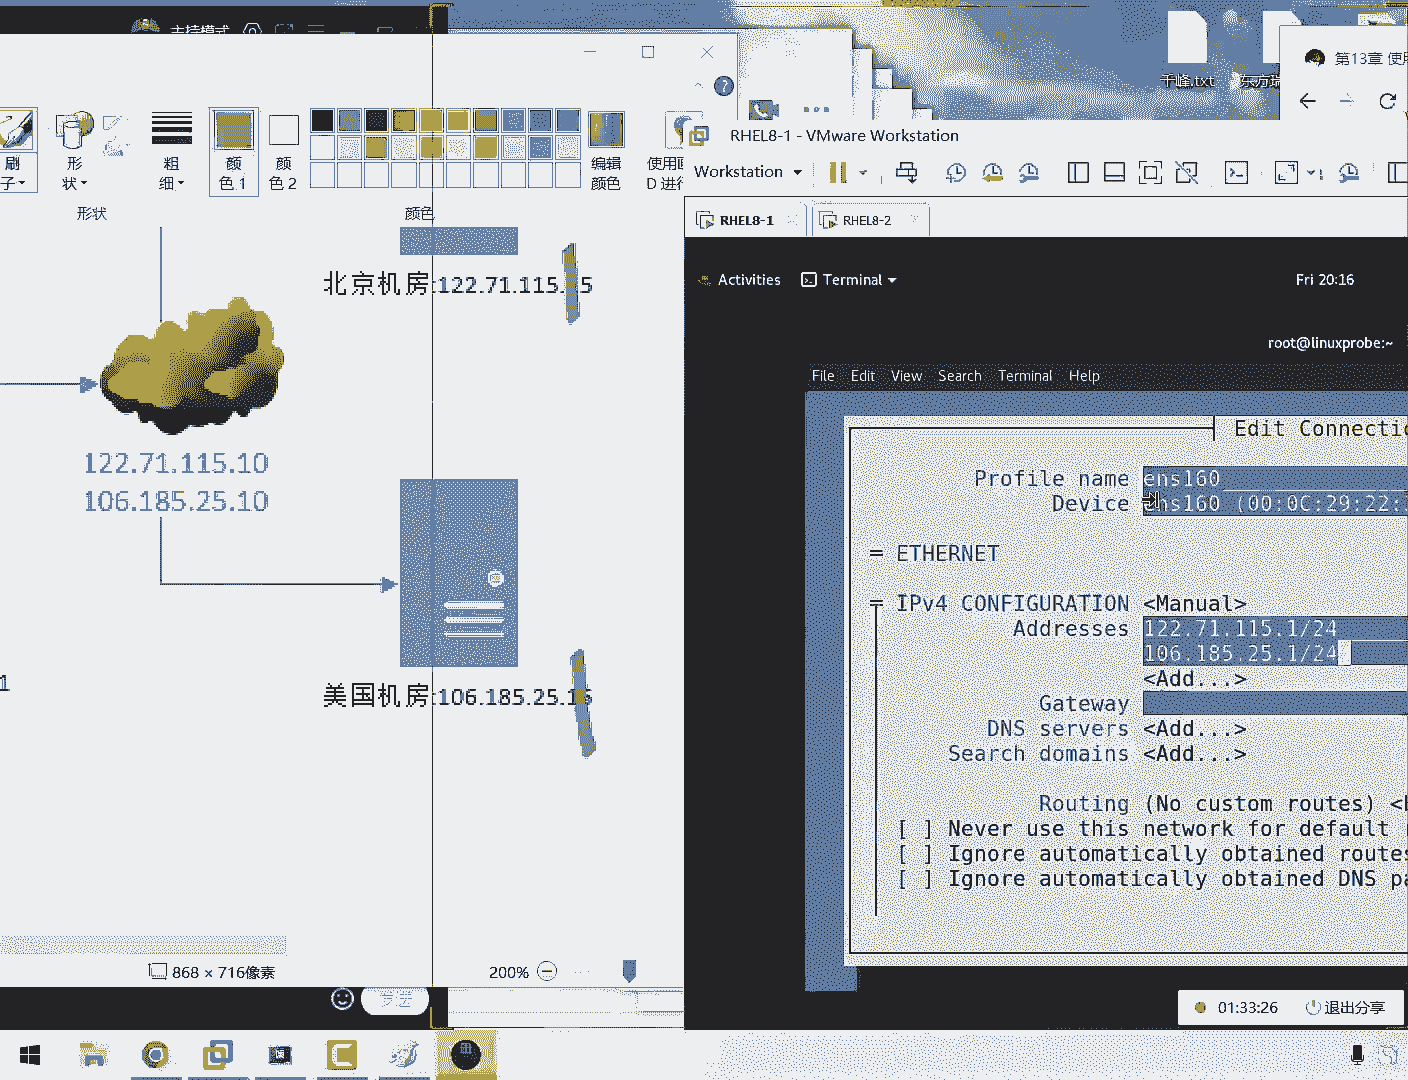 主持模式
千峰.txt
东方瑞
第13章 使用
刷
子
形
状
粗
细
颜
色 1
颜
色 2
编辑
颜色
使用画
D 进行
形状
颜色
北京机房:122.71.115.15
122.71.115.10
106.185.25.10
美国机房:106.185.25.15
1
868 × 716像素
200%
发送
RHEL8-1 - VMware Workstation
Workstation
RHEL8-1
RHEL8-2
Activities
Terminal
Fri 20:16
root@linuxprobe:~
File Edit View Search Terminal Help
Edit Connectio
Profile name ens160
Device ens160 (00:0C:29:22:
= ETHERNET
= IPv4 CONFIGURATION <Manual>
Addresses 122.71.115.1/24
106.185.25.1/24
<Add...>
Gateway
DNS servers <Add...>
Search domains <Add...>
Routing (No custom routes) <
[ ] Never use this network for default
[ ] Ignore automatically obtained routes
[ ] Ignore automatically obtained DNS pa
01:33:26
退出分享